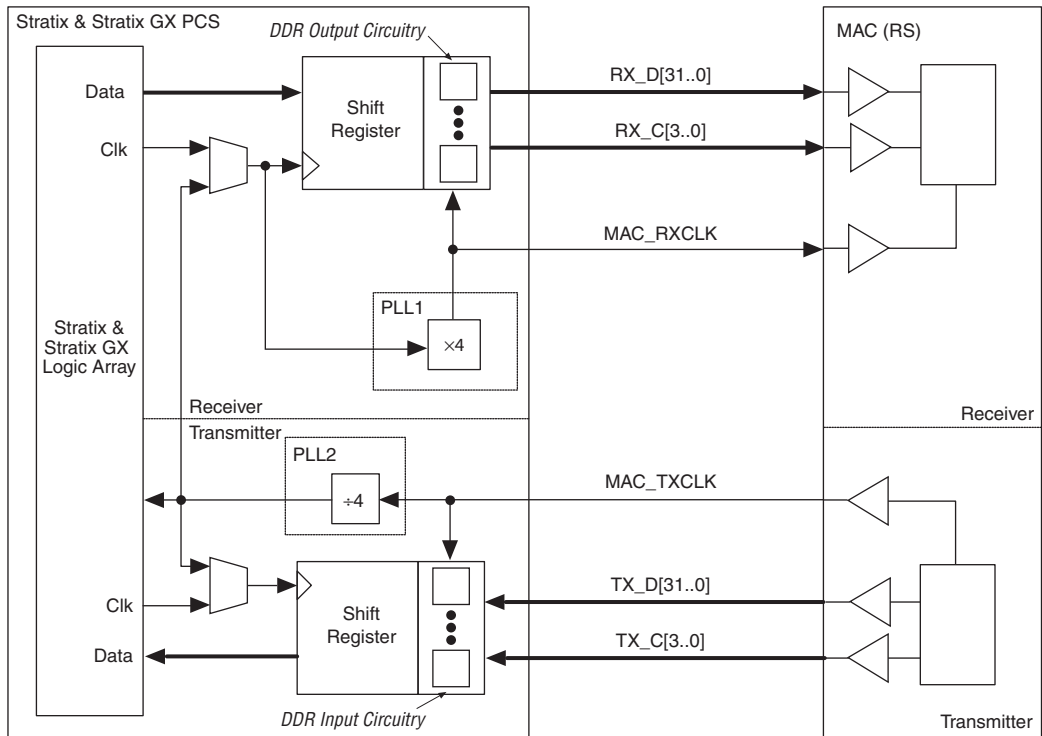 Stratix & Stratix GX PCS
DDR Output Circuitry
MAC (RS)
Data
Shift
Register
RX_D[31..0]
RX_C[3..0]
Clk
MAC_RXCLK
PLL1
×4
Stratix &
Stratix GX
Logic Array
Receiver
Receiver
Transmitter
PLL2
÷4
MAC_TXCLK
Clk
Shift
Register
TX_D[31..0]
TX_C[3..0]
Data
DDR Input Circuitry
Transmitter